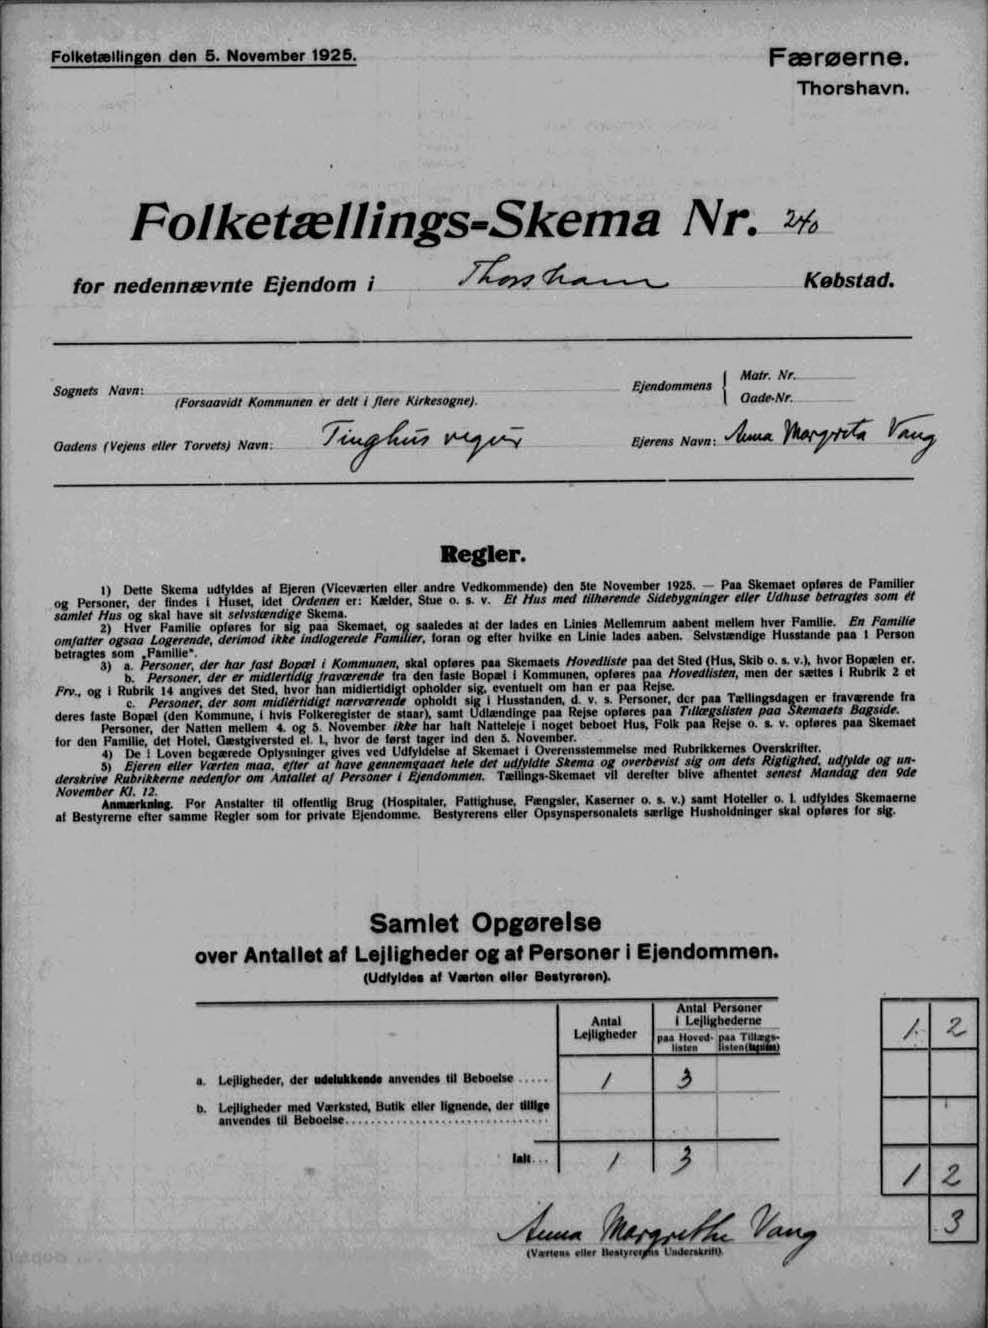 Folketællingen den 5. November 1925.
Færøerne.
Thorshavn.
Folketællings-Skema Nr. 240
for nedennævnte Ejendom i Thorshavn Købstad.
Sognets Navn:
(Forsaavidt Kommunen er delt i flere Kirkesogne).
Ejendommens { Matr. Nr.
Gade-Nr.
Gadens (Vejens eller Torvets) Navn: Tinghús vegur
Ejerens Navn: Anna Margreta Vang
Regler.
1) Dette Skema udfyldes af Ejeren (Viceværten eller andre Vedkommende) den 5te November 1925. — Paa Skemaet opføres de Familier
og Personer, der findes i Huset, idet Ordenen er: Kælder, Stue o. s. v. Et Hus med tilhørende Sidebygninger eller Udhuse betragtes som ét
samlet Hus og skal have sit selvstændige Skema.
2) Hver Familie opføres for sig paa Skemaet, og saaledes at der lades en Linies Mellemrum aabent mellem hver Familie. En Familie
omfatter ogsaa Logerende, derimod ikke indlogerede Familier, foran og efter hvilke en Linie lades aaben. Selvstændige Husstande paa 1 Person
betragtes som „Familie".
3) a. Personer, der har fast Bopæl i Kommunen, skal opføres paa Skemaets Hovedliste paa det Sted (Hus, Skib o. s. v.), hvor Bopælen er.
b. Personer, der er midlertidig fraværende fra den faste Bopæl i Kommunen, opføres paa Hovedlisten, men der sættes i Rubrik 2 et
Frv., og i Rubrik 14 angives det Sted, hvor han midlertidigt opholder sig, eventuelt om han er paa Rejse.
c. Personer, der som midlertidigt nærværende opholdt sig i Husstanden, d. v. s. Personer, der paa Tællingsdagen er fraværende fra
deres faste Bopæl (den Kommune, i hvis Folkeregister de staar), samt Udlændinge paa Rejse opføres paa Tillægslisten paa Skemaets Bagside.
Personer, der Natten mellem 4. og 5. November ikke har haft Natteleje i noget beboet Hus, Folk paa Rejse o. s. v. opføres paa Skemaet
for den Familie, det Hotel, Gæstgiversted el. l., hvor de først tager ind den 5. November.
4) De i Loven begærede Oplysninger gives ved Udfyldelse af Skemaet i Overensstemmelse med Rubrikkernes Overskrifter.
5) Ejeren eller Værten maa, efter at have gennemgaaet hele det udfyldte Skema og overbevist sig om dets Rigtighed, udfylde og un-
derskrive Rubrikkerne nedenfor om Antallet af Personer i Ejendommen. Tællings-Skemaet vil derefter blive afhentet senest Mandag den 9de
November Kl. 12.
Anmærkning. For Anstalter til offentlig Brug (Hospitaler, Fattighuse, Fængsler, Kaserner o. s. v.) samt Hoteller o. l. udfyldes Skemaerne
af Bestyrerne efter samme Regler som for private Ejendomme. Bestyrerens eller Opsynspersonalets særlige Husholdninger skal opføres for sig.
Samlet Opgørelse
over Antallet af Lejligheder og af Personer i Ejendommen.
(Udfyldes af Værten eller Bestyreren).
Antal
Lejligheder
Antal Personer
i Lejlighederne
paa Hoved-
listen
paa Tillægs-
listen (Bagsiden)
1 2
a. Lejligheder, der udelukkende anvendes til Beboelse ..... 1 3
b. Lejligheder med Værksted, Butik eller lignende, der tillige
anvendes til Beboelse
Ialt... 1 3
1 2
3
Anna Margrethe Vang
(Værtens eller Bestyrerens Underskrift).